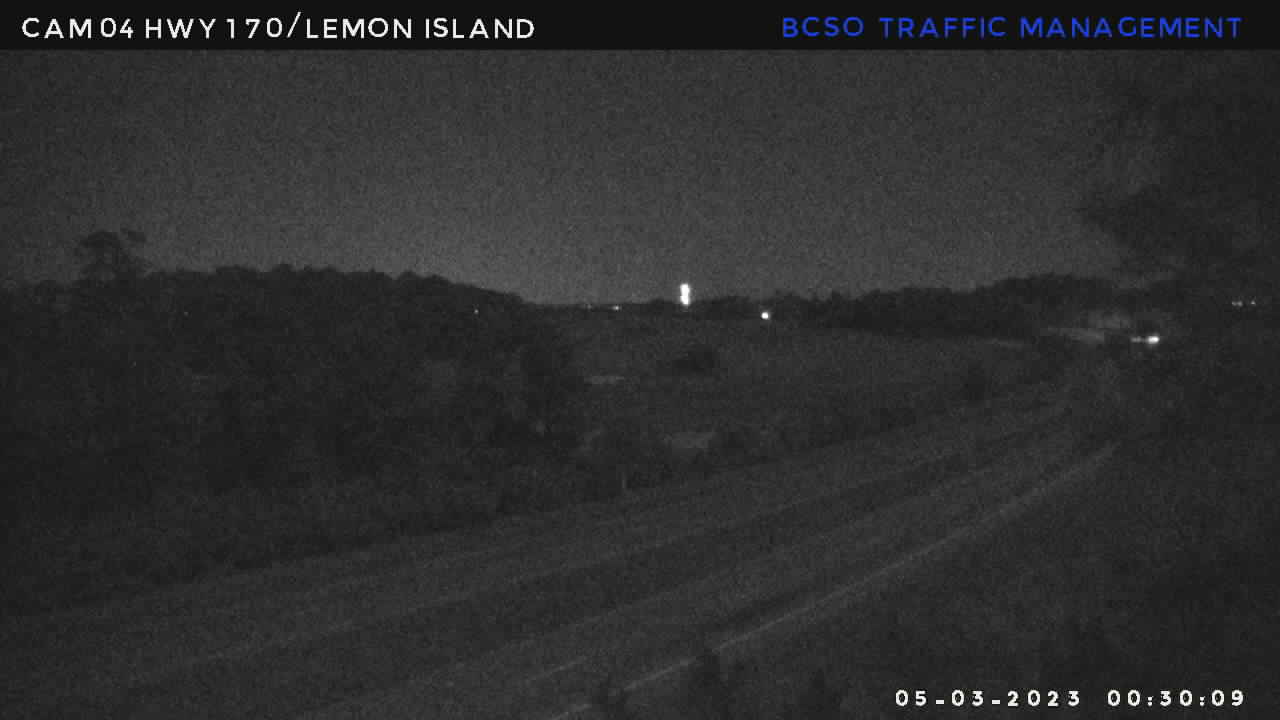 CAM04 HWY 170/LEMON ISLAND
BCSO TRAFFIC MANAGEMENT
05-03-2023 00:30:09